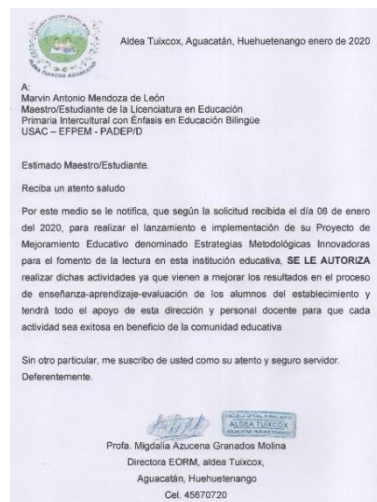 Aldea Tuixcox, Aguacatán, Huehuetenango enero de 2020
A:
Marvin Antonio Mendoza de León
Maestro/Estudiante de la Licenciatura en Educación
Primaria Intercultural con Énfasis en Educación Bilingüe
USAC – EFPEM - PADEP/D
Estimado Maestro/Estudiante.
Reciba un atento saludo
Por este medio se le notifica, que según la solicitud recibida el día 06 de enero
del 2020, para realizar el lanzamiento e implementación de su Proyecto de
Mejoramiento Educativo denominado Estrategias Metodológicas Innovadoras
para el fomento de la lectura en esta institución educativa, SE LE AUTORIZA
realizar dichas actividades ya que vienen a mejorar los resultados en el proceso
de enseñanza-aprendizaje-evaluación de los alumnos del establecimiento y
tendrá todo el apoyo de esta dirección y personal docente para que cada
actividad sea exitosa en beneficio de la comunidad educativa
Sin otro particular, me suscribo de usted como su atento y seguro servidor.
Deferentemente.
ALDEA TUIXCOX
Profa. Migdalia Azucena Granados Molina
Directora EORM, aldea Tuixcox,
Aguacatán, Huehuetenango
Cel. 45670720